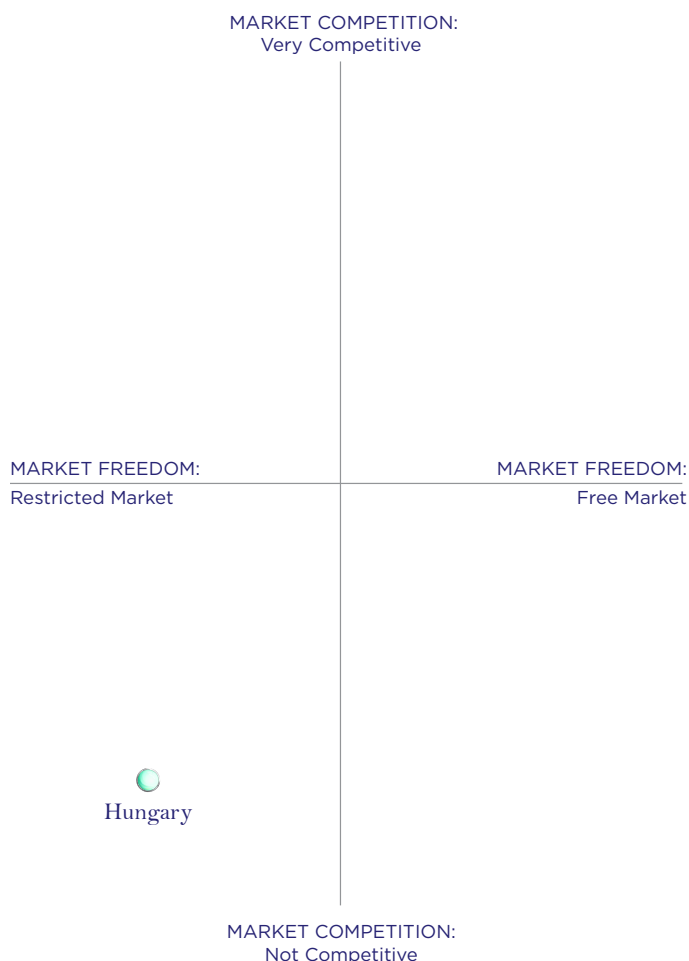 MARKET COMPETITION:
Very Competitive
MARKET FREEDOM:
Restricted Market
MARKET FREEDOM:
Free Market
Hungary
MARKET COMPETITION:
Not Competitive